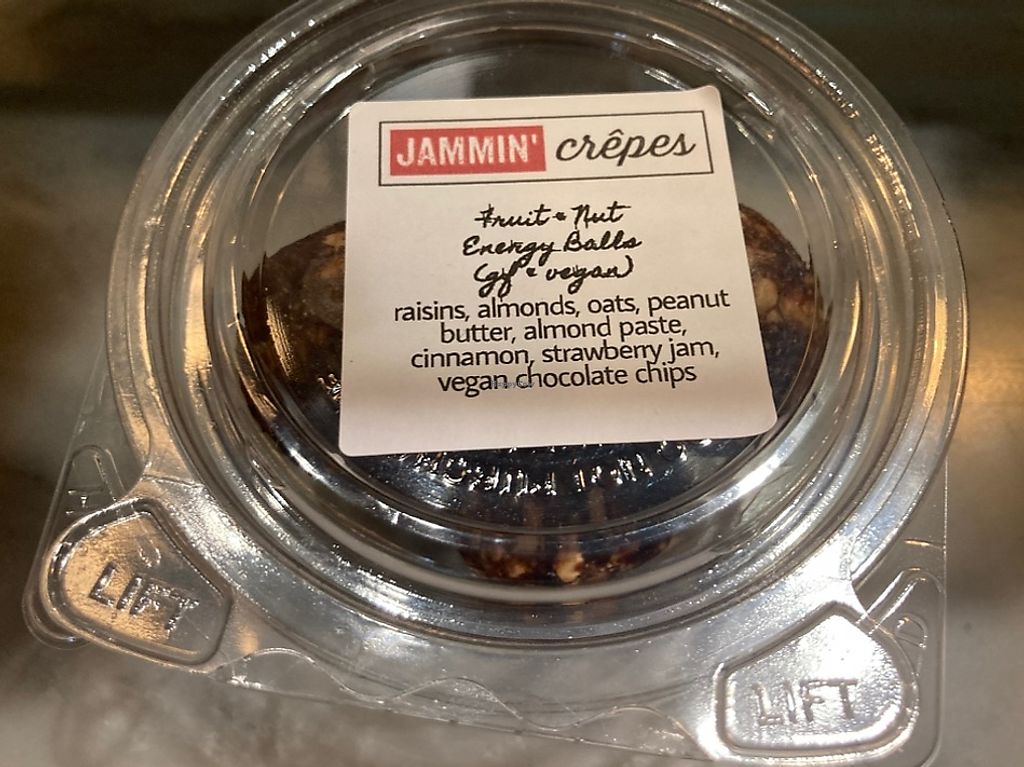 JAMMIN' crêpes
Fruit & Nut
Energy Balls
(gf & vegan)
raisins, almonds, oats, peanut
butter, almond paste,
cinnamon, strawberry jam,
vegan chocolate chips
LIFT
LIFT